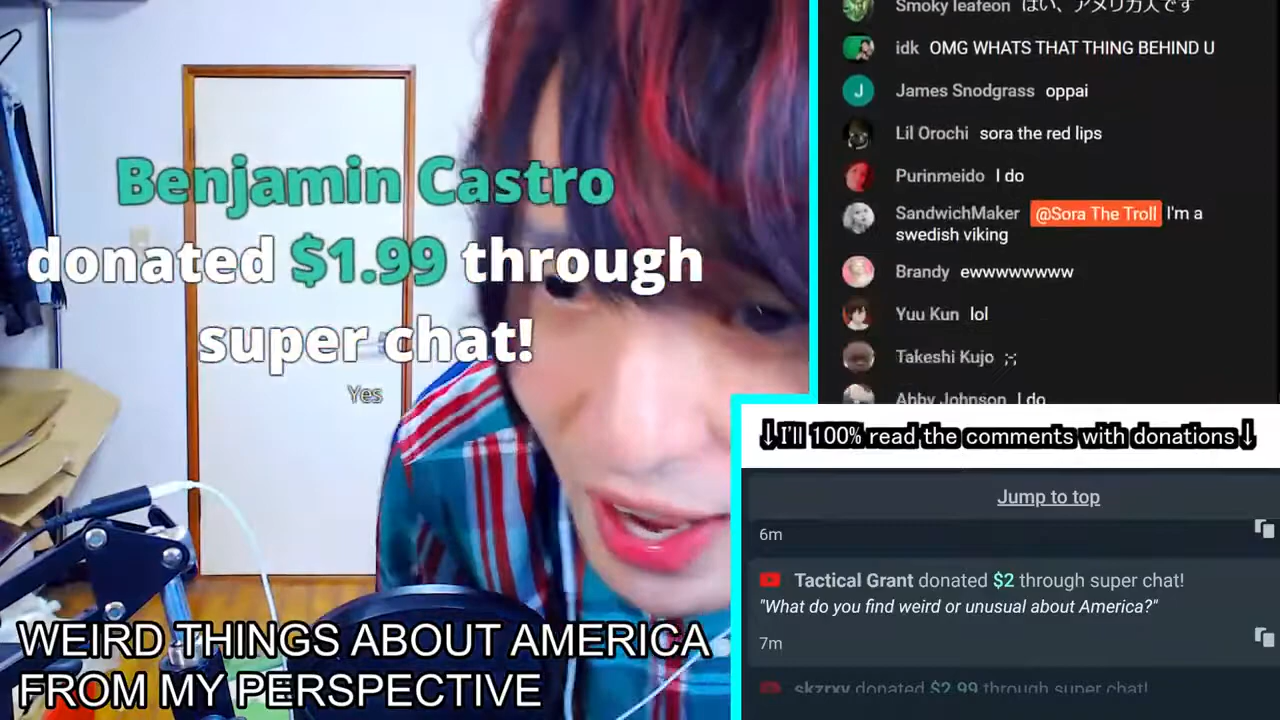 Benjamin Castro
donated $1.99 through
super chat!
Yes
WEIRD THINGS ABOUT AMERICA
FROM MY PERSPECTIVE
Smoky leafeon はい、アメリカ人です
idk OMG WHATS THAT THING BEHIND U
J James Snodgrass oppai
Lil Orochi sora the red lips
Purinmeido I do
SandwichMaker @Sora The Troll I'm a
swedish viking
Brandy ewwwwwwww
Yuu Kun lol
Takeshi Kujo ;-;
Abby Johnson I do
↓I'll 100% read the comments with donations↓
Jump to top
6m
Tactical Grant donated $2 through super chat!
"What do you find weird or unusual about America?"
7m
skzrxy donated $2.99 through super chat!